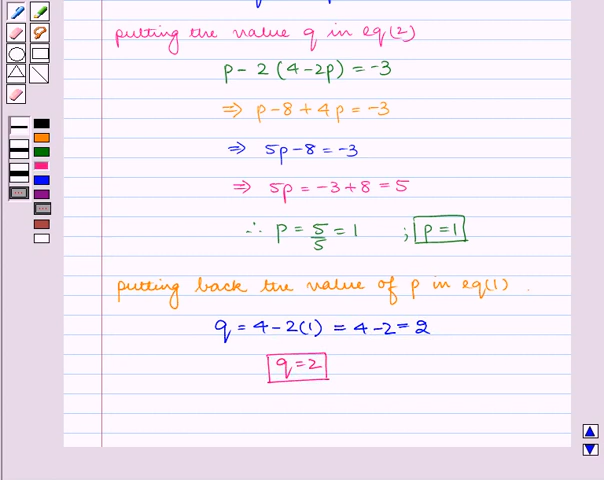 putting the value q in eq(2)
p - 2 (4-2p) = -3
⇒ p-8+4p = -3
⇒ 5p-8 = -3
⇒ 5p = -3+8 = 5
∴ p = 5/5 = 1 ; p=1
putting back the value of p in eq(1).
q = 4-2(1) = 4-2 = 2
q=2